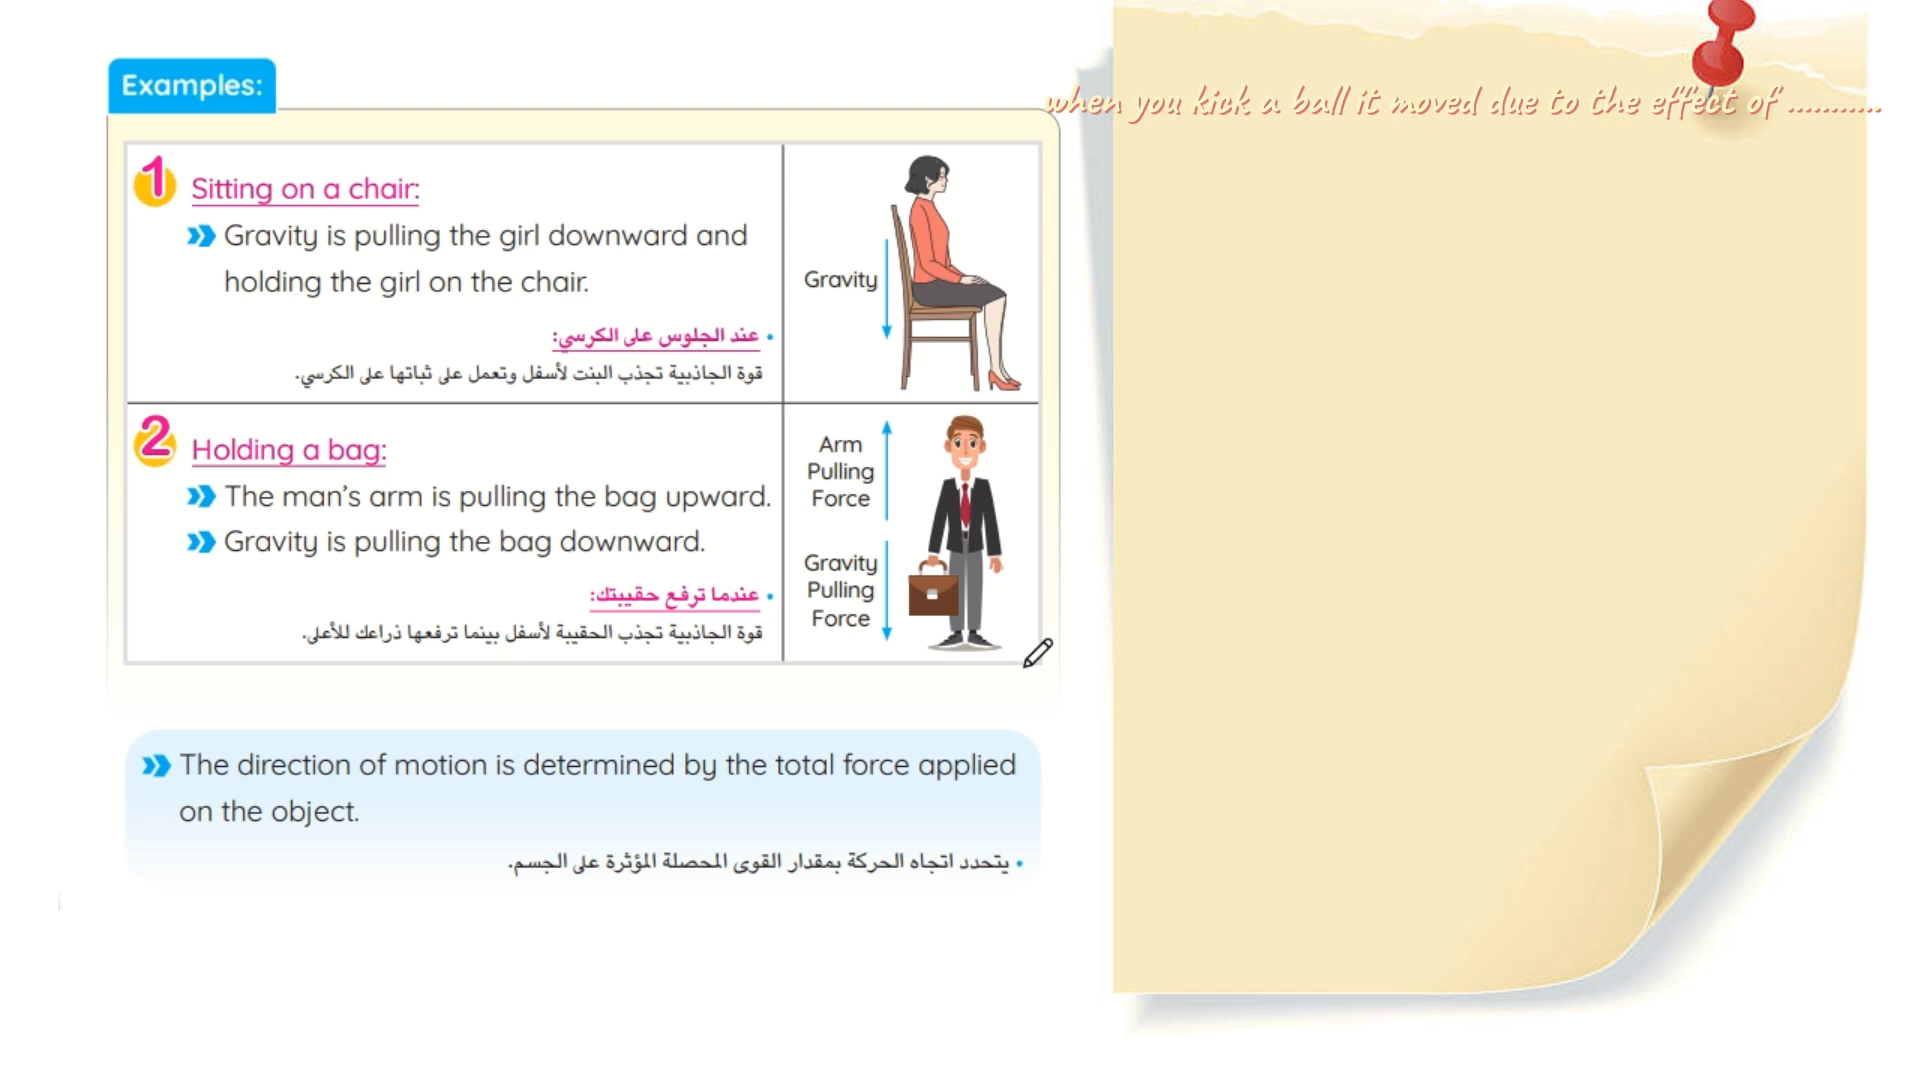 Examples:
1 Sitting on a chair:
Gravity is pulling the girl downward and
holding the girl on the chair.
• عند الجلوس على الكرسي:
قوة الجاذبية تجذب البنت لأسفل وتعمل على ثباتها على الكرسي.
Gravity
2 Holding a bag:
The man's arm is pulling the bag upward.
Gravity is pulling the bag downward.
• عندما ترفع حقيبتك:
قوة الجاذبية تجذب الحقيبة لأسفل بينما ترفعها ذراعك للأعلى.
Arm
Pulling
Force
Gravity
Pulling
Force
The direction of motion is determined by the total force applied
on the object.
• يتحدد اتجاه الحركة بمقدار القوى المحصلة المؤثرة على الجسم.
when you kick a ball it moved due to the effect of ...........